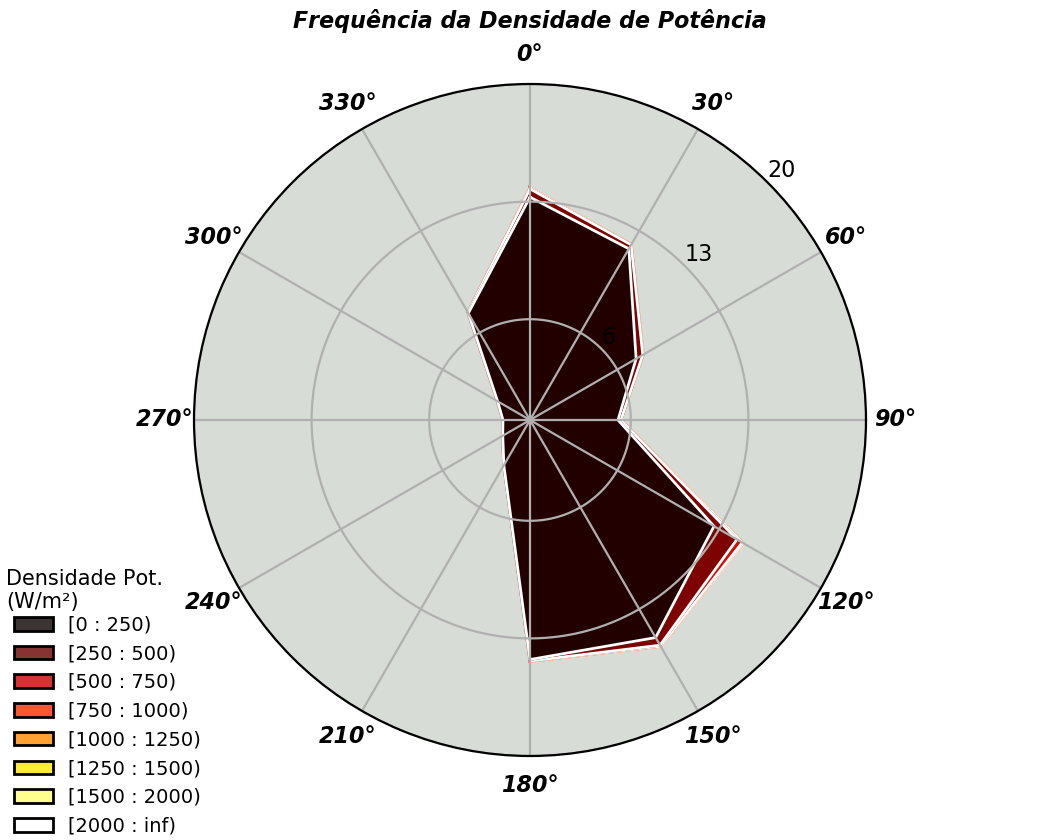 Frequência da Densidade de Potência
0°
330°
30°
20
300°
60°
13
6
270°
90°
240°
120°
210°
150°
180°
Densidade Pot.
(W/m²)
[0 : 250)
[250 : 500)
[500 : 750)
[750 : 1000)
[1000 : 1250)
[1250 : 1500)
[1500 : 2000)
[2000 : inf)